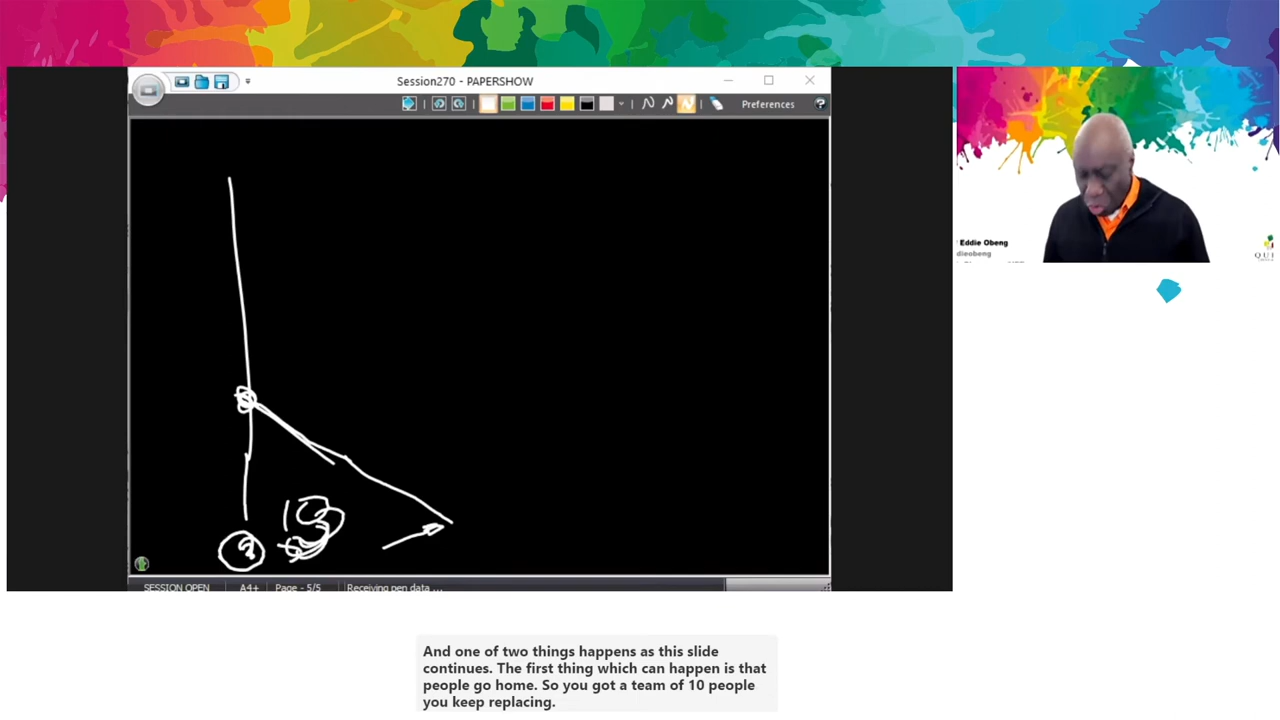 Session270 - PAPERSHOW
Preferences
Eddie Obeng
dieobeng
SESSION OPEN A4+ Page - 5/5 Receiving pen data ...
And one of two things happens as this slide
continues. The first thing which can happen is that
people go home. So you got a team of 10 people
you keep replacing.